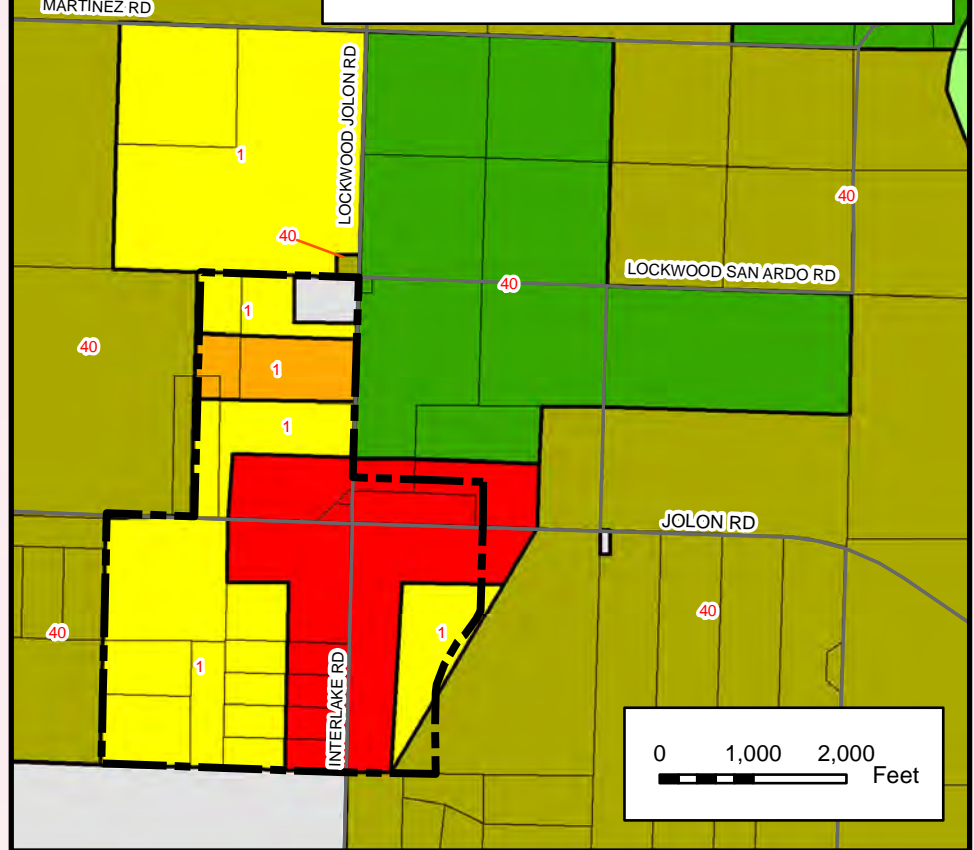 MARTINEZ RD
LOCKWOOD JOLON RD
1
40
40
LOCKWOOD SAN ARDO RD
40
1
40
1
1
JOLON RD
40
1
40
1
INTERLAKE RD
0 1,000 2,000
Feet